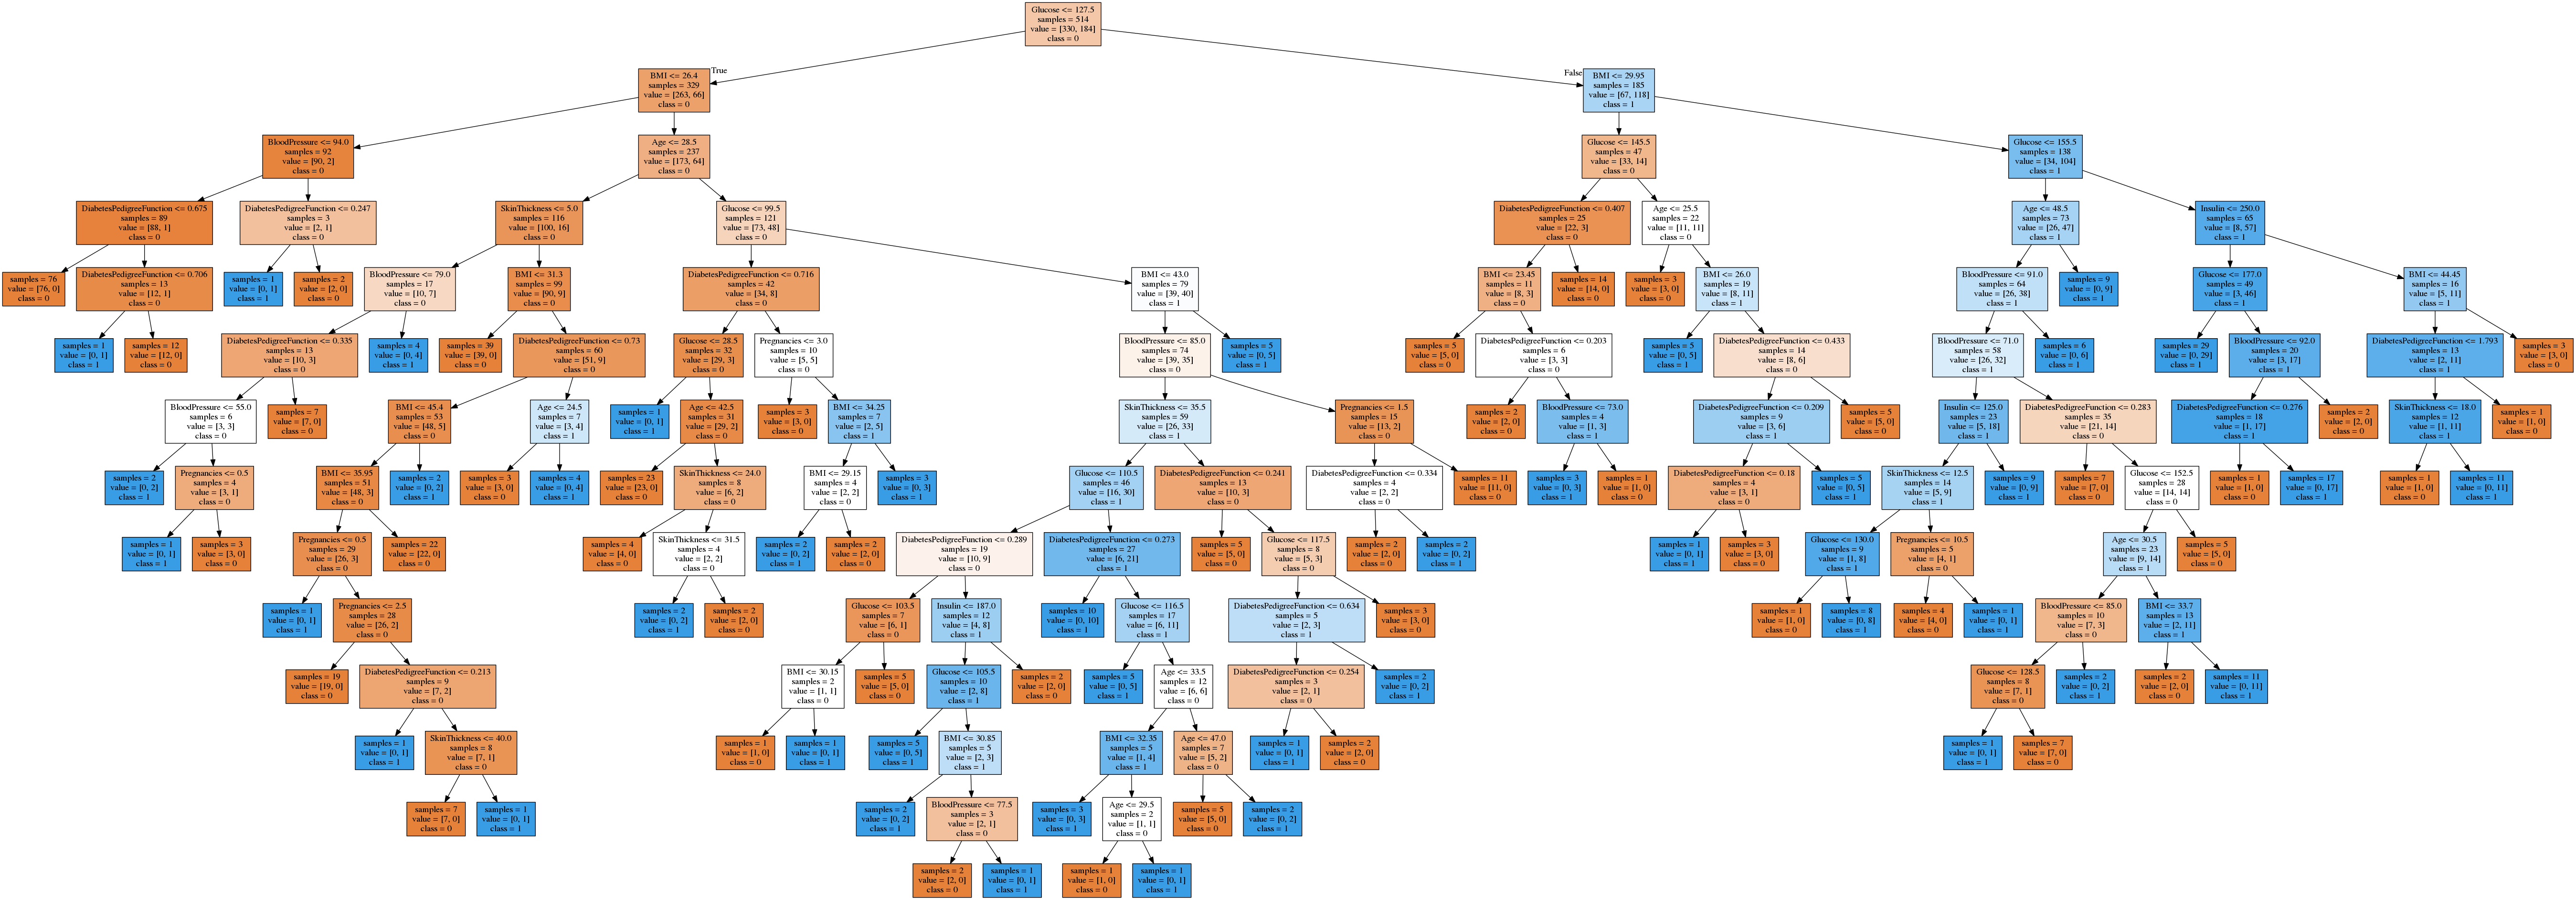 Glucose <= 127.5
samples = 514
value = [330, 184]
class = 0
True
False
BMI <= 26.4
samples = 329
value = [263, 66]
class = 0
BMI <= 29.95
samples = 185
value = [67, 118]
class = 1
BloodPressure <= 94.0
samples = 92
value = [90, 2]
class = 0
Age <= 28.5
samples = 237
value = [173, 64]
class = 0
Glucose <= 145.5
samples = 47
value = [33, 14]
class = 0
Glucose <= 155.5
samples = 138
value = [34, 104]
class = 1
DiabetesPedigreeFunction <= 0.675
samples = 89
value = [88, 1]
class = 0
DiabetesPedigreeFunction <= 0.247
samples = 3
value = [2, 1]
class = 0
SkinThickness <= 5.0
samples = 116
value = [100, 16]
class = 0
Glucose <= 99.5
samples = 121
value = [73, 48]
class = 0
DiabetesPedigreeFunction <= 0.407
samples = 25
value = [22, 3]
class = 0
Age <= 25.5
samples = 22
value = [11, 11]
class = 0
Age <= 48.5
samples = 73
value = [26, 47]
class = 1
Insulin <= 250.0
samples = 65
value = [8, 57]
class = 1
samples = 76
value = [76, 0]
class = 0
DiabetesPedigreeFunction <= 0.706
samples = 13
value = [12, 1]
class = 0
samples = 1
value = [0, 1]
class = 1
samples = 2
value = [2, 0]
class = 0
BloodPressure <= 79.0
samples = 17
value = [10, 7]
class = 0
BMI <= 31.3
samples = 99
value = [90, 9]
class = 0
DiabetesPedigreeFunction <= 0.716
samples = 42
value = [34, 8]
class = 0
BMI <= 43.0
samples = 79
value = [39, 40]
class = 1
BMI <= 23.45
samples = 11
value = [8, 3]
class = 0
samples = 14
value = [14, 0]
class = 0
samples = 3
value = [3, 0]
class = 0
BMI <= 26.0
samples = 19
value = [8, 11]
class = 1
BloodPressure <= 91.0
samples = 64
value = [26, 38]
class = 1
samples = 9
value = [0, 9]
class = 1
Glucose <= 177.0
samples = 49
value = [3, 46]
class = 1
BMI <= 44.45
samples = 16
value = [5, 11]
class = 1
samples = 1
value = [0, 1]
class = 1
samples = 12
value = [12, 0]
class = 0
DiabetesPedigreeFunction <= 0.335
samples = 13
value = [10, 3]
class = 0
samples = 4
value = [0, 4]
class = 1
samples = 39
value = [39, 0]
class = 0
DiabetesPedigreeFunction <= 0.73
samples = 60
value = [51, 9]
class = 0
Glucose <= 28.5
samples = 32
value = [29, 3]
class = 0
Pregnancies <= 3.0
samples = 10
value = [5, 5]
class = 0
BloodPressure <= 85.0
samples = 74
value = [39, 35]
class = 0
samples = 5
value = [0, 5]
class = 1
samples = 5
value = [5, 0]
class = 0
DiabetesPedigreeFunction <= 0.203
samples = 6
value = [3, 3]
class = 0
samples = 5
value = [0, 5]
class = 1
DiabetesPedigreeFunction <= 0.433
samples = 14
value = [8, 6]
class = 0
BloodPressure <= 71.0
samples = 58
value = [26, 32]
class = 1
samples = 6
value = [0, 6]
class = 1
samples = 29
value = [0, 29]
class = 1
BloodPressure <= 92.0
samples = 20
value = [3, 17]
class = 1
DiabetesPedigreeFunction <= 1.793
samples = 13
value = [2, 11]
class = 1
samples = 3
value = [3, 0]
class = 0
BloodPressure <= 55.0
samples = 6
value = [3, 3]
class = 0
samples = 7
value = [7, 0]
class = 0
BMI <= 45.4
samples = 53
value = [48, 5]
class = 0
Age <= 24.5
samples = 7
value = [3, 4]
class = 1
samples = 1
value = [0, 1]
class = 1
Age <= 42.5
samples = 31
value = [29, 2]
class = 0
samples = 3
value = [3, 0]
class = 0
BMI <= 34.25
samples = 7
value = [2, 5]
class = 1
SkinThickness <= 35.5
samples = 59
value = [26, 33]
class = 1
Pregnancies <= 1.5
samples = 15
value = [13, 2]
class = 0
samples = 2
value = [2, 0]
class = 0
BloodPressure <= 73.0
samples = 4
value = [1, 3]
class = 1
DiabetesPedigreeFunction <= 0.209
samples = 9
value = [3, 6]
class = 1
samples = 5
value = [5, 0]
class = 0
Insulin <= 125.0
samples = 23
value = [5, 18]
class = 1
DiabetesPedigreeFunction <= 0.283
samples = 35
value = [21, 14]
class = 0
DiabetesPedigreeFunction <= 0.276
samples = 18
value = [1, 17]
class = 1
samples = 2
value = [2, 0]
class = 0
SkinThickness <= 18.0
samples = 12
value = [1, 11]
class = 1
samples = 1
value = [1, 0]
class = 0
samples = 2
value = [0, 2]
class = 1
Pregnancies <= 0.5
samples = 4
value = [3, 1]
class = 0
BMI <= 35.95
samples = 51
value = [48, 3]
class = 0
samples = 2
value = [0, 2]
class = 1
samples = 3
value = [3, 0]
class = 0
samples = 4
value = [0, 4]
class = 1
samples = 23
value = [23, 0]
class = 0
SkinThickness <= 24.0
samples = 8
value = [6, 2]
class = 0
BMI <= 29.15
samples = 4
value = [2, 2]
class = 0
samples = 3
value = [0, 3]
class = 1
Glucose <= 110.5
samples = 46
value = [16, 30]
class = 1
DiabetesPedigreeFunction <= 0.241
samples = 13
value = [10, 3]
class = 0
DiabetesPedigreeFunction <= 0.334
samples = 4
value = [2, 2]
class = 0
samples = 11
value = [11, 0]
class = 0
samples = 3
value = [0, 3]
class = 1
samples = 1
value = [1, 0]
class = 0
DiabetesPedigreeFunction <= 0.18
samples = 4
value = [3, 1]
class = 0
samples = 5
value = [0, 5]
class = 1
SkinThickness <= 12.5
samples = 14
value = [5, 9]
class = 1
samples = 9
value = [0, 9]
class = 1
samples = 7
value = [7, 0]
class = 0
Glucose <= 152.5
samples = 28
value = [14, 14]
class = 0
samples = 1
value = [1, 0]
class = 0
samples = 17
value = [0, 17]
class = 1
samples = 1
value = [1, 0]
class = 0
samples = 11
value = [0, 11]
class = 1
samples = 1
value = [0, 1]
class = 1
samples = 3
value = [3, 0]
class = 0
Pregnancies <= 0.5
samples = 29
value = [26, 3]
class = 0
samples = 22
value = [22, 0]
class = 0
samples = 4
value = [4, 0]
class = 0
SkinThickness <= 31.5
samples = 4
value = [2, 2]
class = 0
samples = 2
value = [0, 2]
class = 1
samples = 2
value = [2, 0]
class = 0
DiabetesPedigreeFunction <= 0.289
samples = 19
value = [10, 9]
class = 0
DiabetesPedigreeFunction <= 0.273
samples = 27
value = [6, 21]
class = 1
samples = 5
value = [5, 0]
class = 0
Glucose <= 117.5
samples = 8
value = [5, 3]
class = 0
samples = 2
value = [2, 0]
class = 0
samples = 2
value = [0, 2]
class = 1
samples = 1
value = [0, 1]
class = 1
samples = 3
value = [3, 0]
class = 0
Glucose <= 130.0
samples = 9
value = [1, 8]
class = 1
Pregnancies <= 10.5
samples = 5
value = [4, 1]
class = 0
Age <= 30.5
samples = 23
value = [9, 14]
class = 1
samples = 5
value = [5, 0]
class = 0
samples = 1
value = [0, 1]
class = 1
Pregnancies <= 2.5
samples = 28
value = [26, 2]
class = 0
samples = 2
value = [0, 2]
class = 1
samples = 2
value = [2, 0]
class = 0
Glucose <= 103.5
samples = 7
value = [6, 1]
class = 0
Insulin <= 187.0
samples = 12
value = [4, 8]
class = 1
samples = 10
value = [0, 10]
class = 1
Glucose <= 116.5
samples = 17
value = [6, 11]
class = 1
DiabetesPedigreeFunction <= 0.634
samples = 5
value = [2, 3]
class = 1
samples = 3
value = [3, 0]
class = 0
samples = 1
value = [1, 0]
class = 0
samples = 8
value = [0, 8]
class = 1
samples = 4
value = [4, 0]
class = 0
samples = 1
value = [0, 1]
class = 1
BloodPressure <= 85.0
samples = 10
value = [7, 3]
class = 0
BMI <= 33.7
samples = 13
value = [2, 11]
class = 1
samples = 19
value = [19, 0]
class = 0
DiabetesPedigreeFunction <= 0.213
samples = 9
value = [7, 2]
class = 0
BMI <= 30.15
samples = 2
value = [1, 1]
class = 0
samples = 5
value = [5, 0]
class = 0
Glucose <= 105.5
samples = 10
value = [2, 8]
class = 1
samples = 2
value = [2, 0]
class = 0
samples = 5
value = [0, 5]
class = 1
Age <= 33.5
samples = 12
value = [6, 6]
class = 0
DiabetesPedigreeFunction <= 0.254
samples = 3
value = [2, 1]
class = 0
samples = 2
value = [0, 2]
class = 1
Glucose <= 128.5
samples = 8
value = [7, 1]
class = 0
samples = 2
value = [0, 2]
class = 1
samples = 2
value = [2, 0]
class = 0
samples = 11
value = [0, 11]
class = 1
samples = 1
value = [0, 1]
class = 1
SkinThickness <= 40.0
samples = 8
value = [7, 1]
class = 0
samples = 1
value = [1, 0]
class = 0
samples = 1
value = [0, 1]
class = 1
samples = 5
value = [0, 5]
class = 1
BMI <= 30.85
samples = 5
value = [2, 3]
class = 1
BMI <= 32.35
samples = 5
value = [1, 4]
class = 1
Age <= 47.0
samples = 7
value = [5, 2]
class = 0
samples = 1
value = [0, 1]
class = 1
samples = 2
value = [2, 0]
class = 0
samples = 1
value = [0, 1]
class = 1
samples = 7
value = [7, 0]
class = 0
samples = 7
value = [7, 0]
class = 0
samples = 1
value = [0, 1]
class = 1
samples = 2
value = [0, 2]
class = 1
BloodPressure <= 77.5
samples = 3
value = [2, 1]
class = 0
samples = 3
value = [0, 3]
class = 1
Age <= 29.5
samples = 2
value = [1, 1]
class = 0
samples = 5
value = [5, 0]
class = 0
samples = 2
value = [0, 2]
class = 1
samples = 2
value = [2, 0]
class = 0
samples = 1
value = [0, 1]
class = 1
samples = 1
value = [1, 0]
class = 0
samples = 1
value = [0, 1]
class = 1